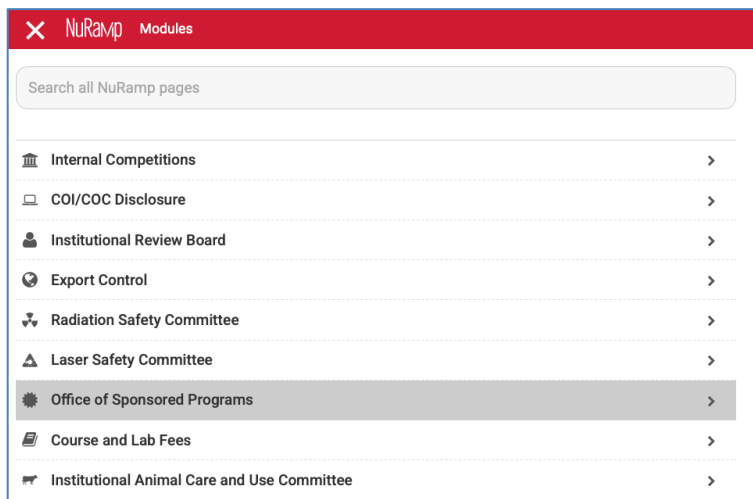 NuRamp Modules
Search all NuRamp pages
Internal Competitions
COI/COC Disclosure
Institutional Review Board
Export Control
Radiation Safety Committee
Laser Safety Committee
Office of Sponsored Programs
Course and Lab Fees
Institutional Animal Care and Use Committee